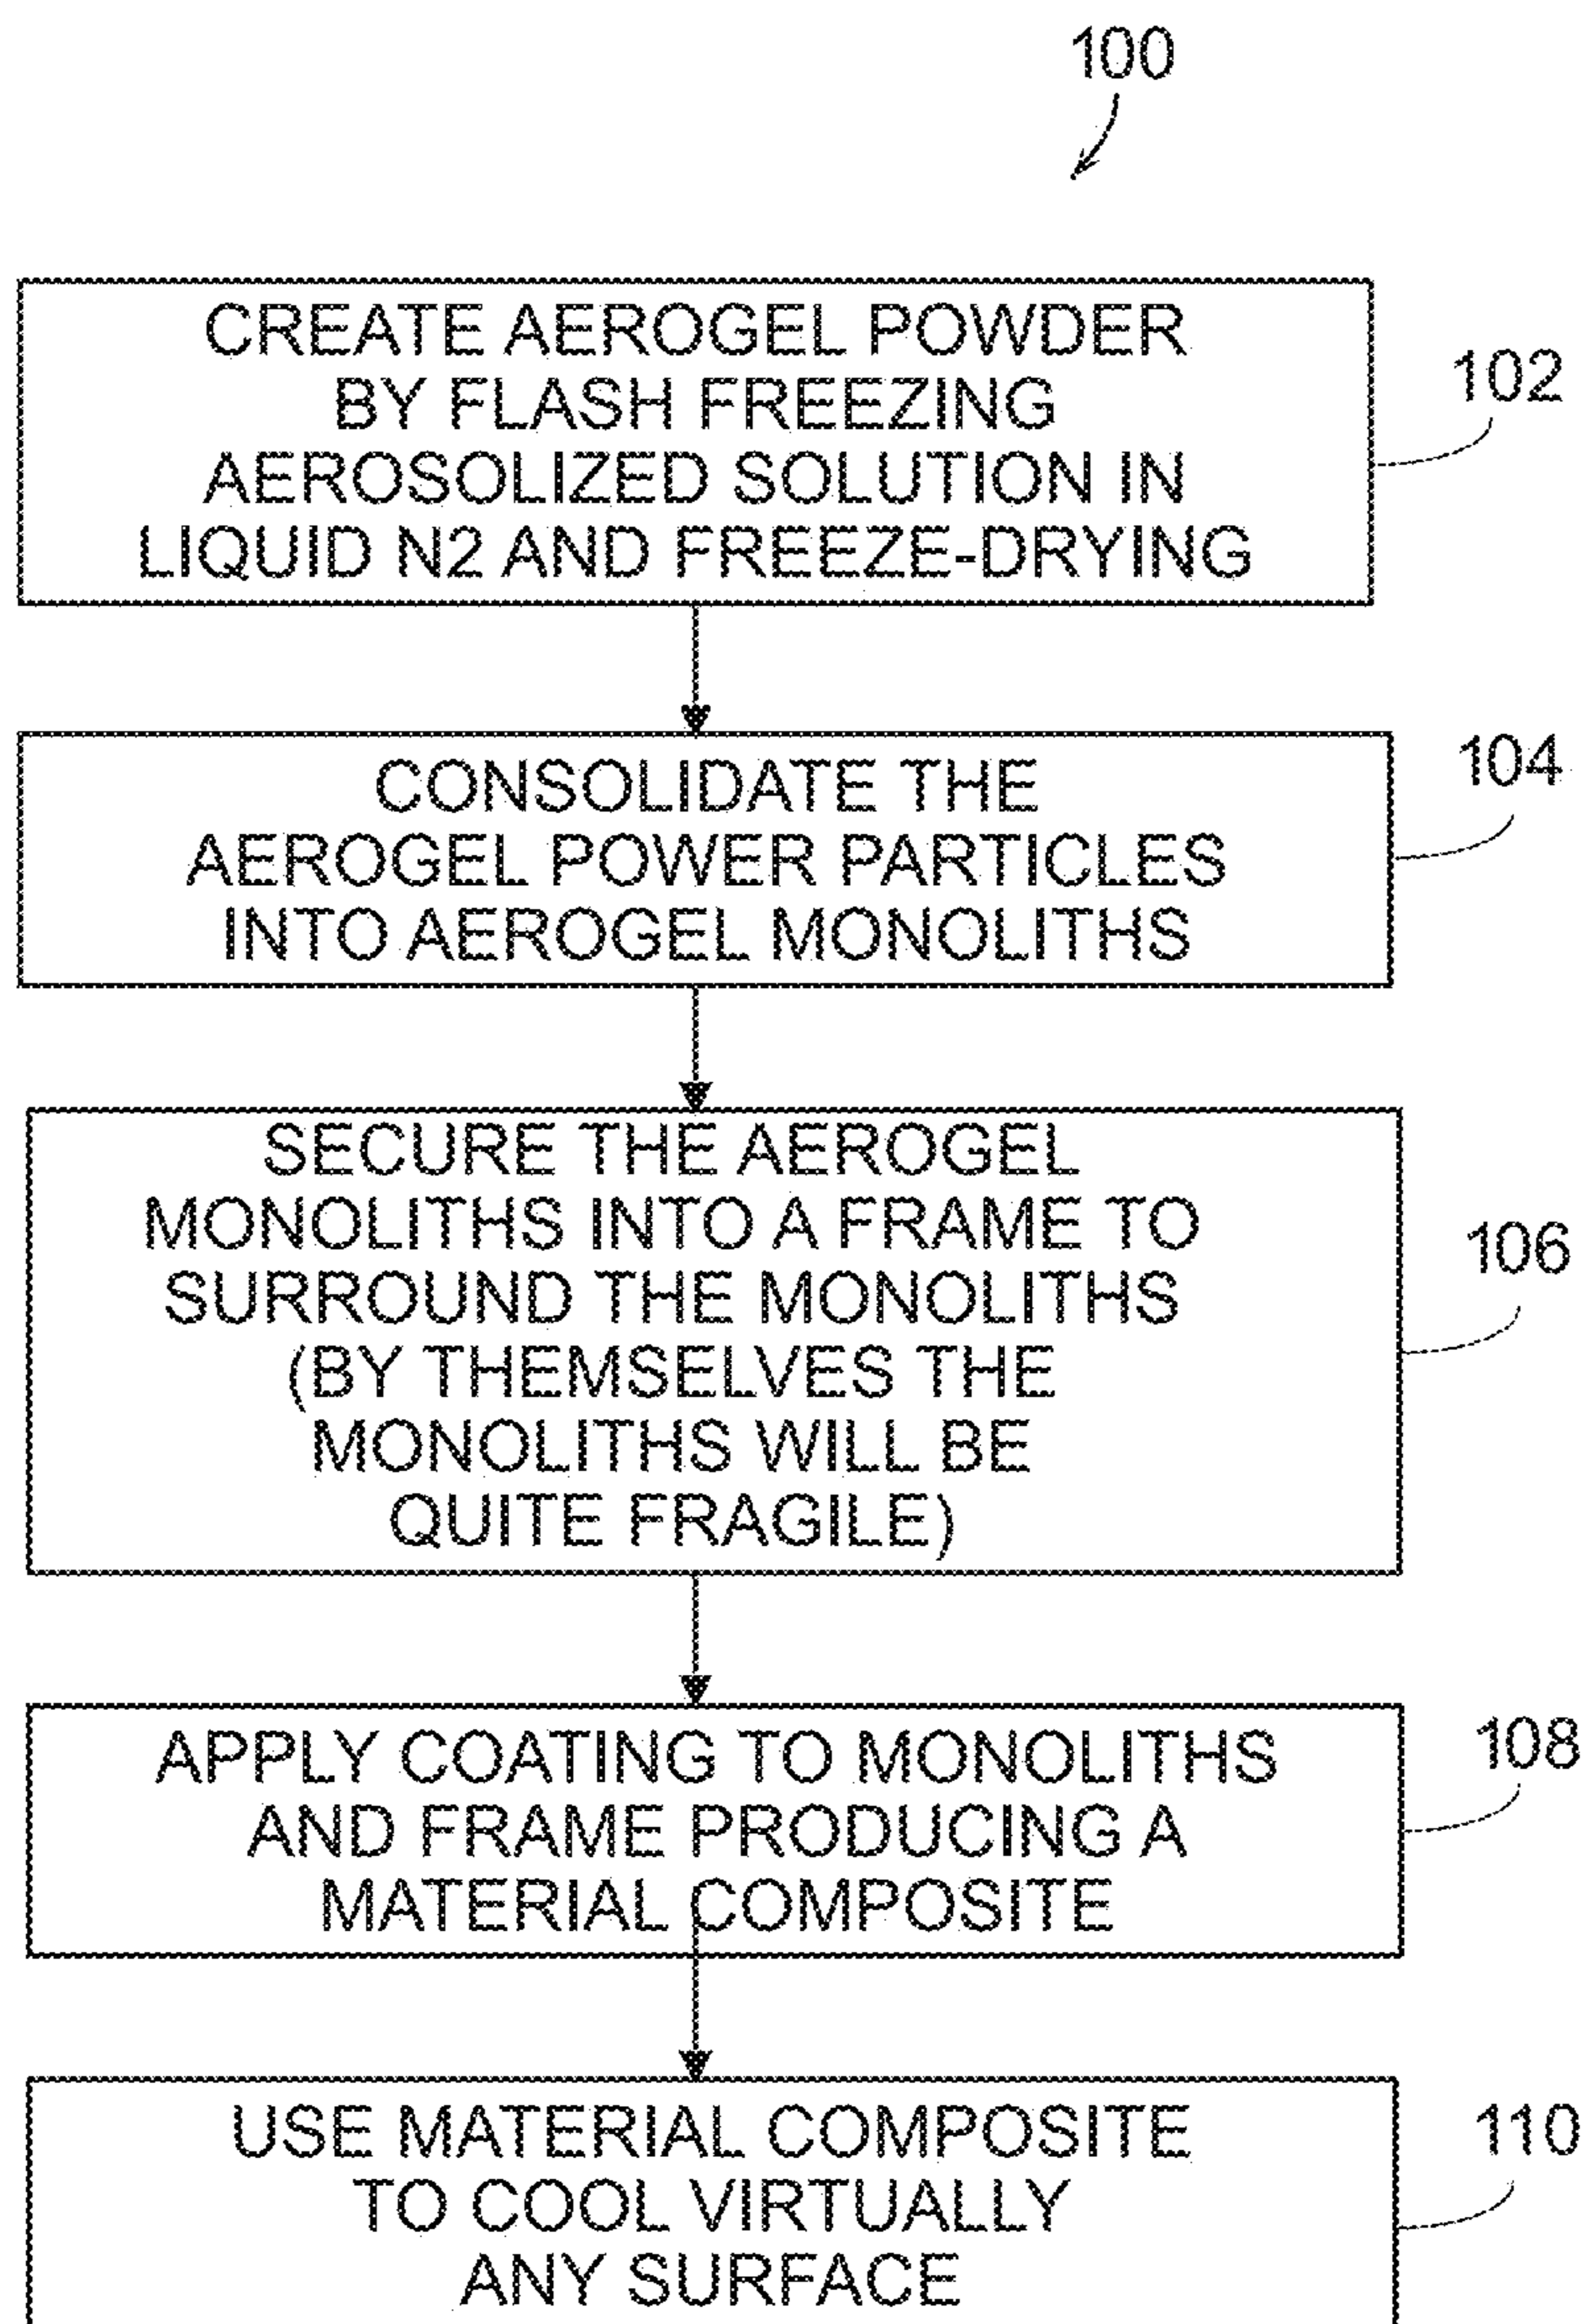 100
CREATE AEROGEL POWDER
BY FLASH FREEZING
AEROSOLIZED SOLUTION IN
LIQUID N2 AND FREEZE-DRYING
102
CONSOLIDATE THE
AEROGEL POWER PARTICLES
INTO AEROGEL MONOLITHS
104
SECURE THE AEROGEL
MONOLITHS INTO A FRAME TO
SURROUND THE MONOLITHS
(BY THEMSELVES THE
MONOLITHS WILL BE
QUITE FRAGILE)
106
APPLY COATING TO MONOLITHS
AND FRAME PRODUCING A
MATERIAL COMPOSITE
108
USE MATERIAL COMPOSITE
TO COOL VIRTUALLY
ANY SURFACE
110